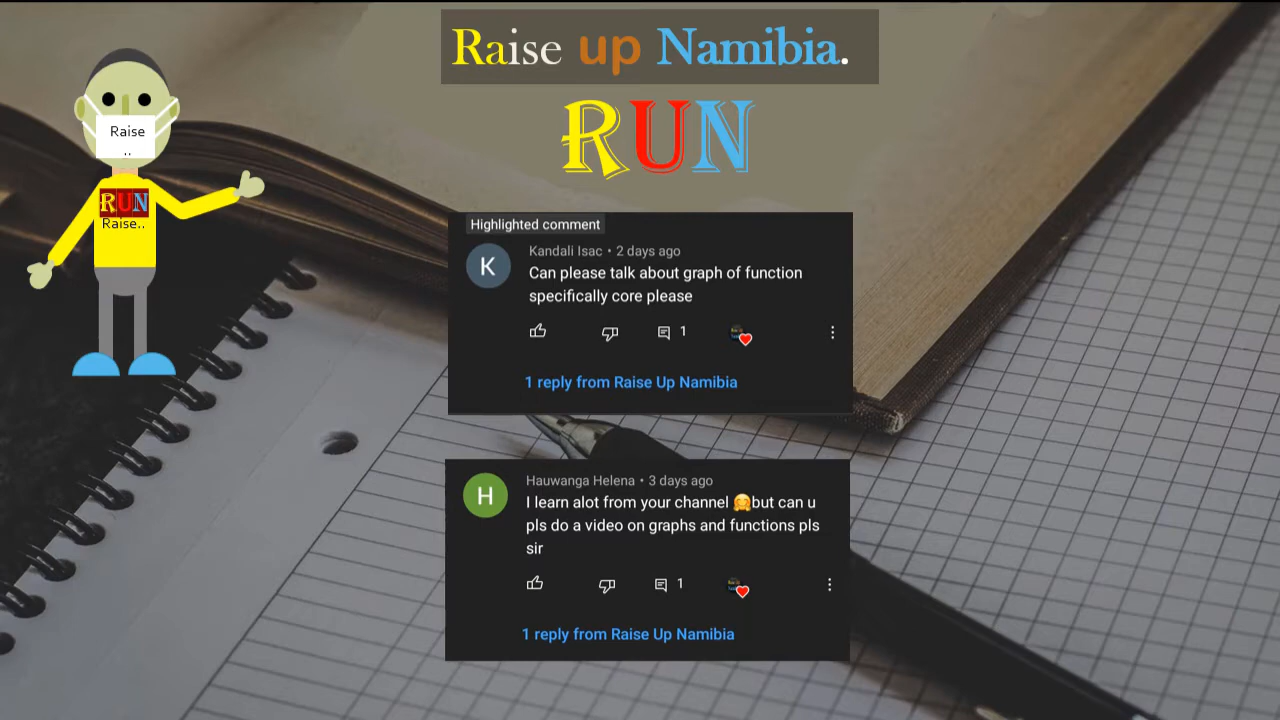 Raise up Namibia.
RUN
Raise
..
RUN
Raise..
Highlighted comment
Kandali Isac • 2 days ago
Can please talk about graph of function
specifically core please
1
1 reply from Raise Up Namibia
Hauwanga Helena • 3 days ago
I learn alot from your channel 🤗but can u
pls do a video on graphs and functions pls
sir
1
1 reply from Raise Up Namibia